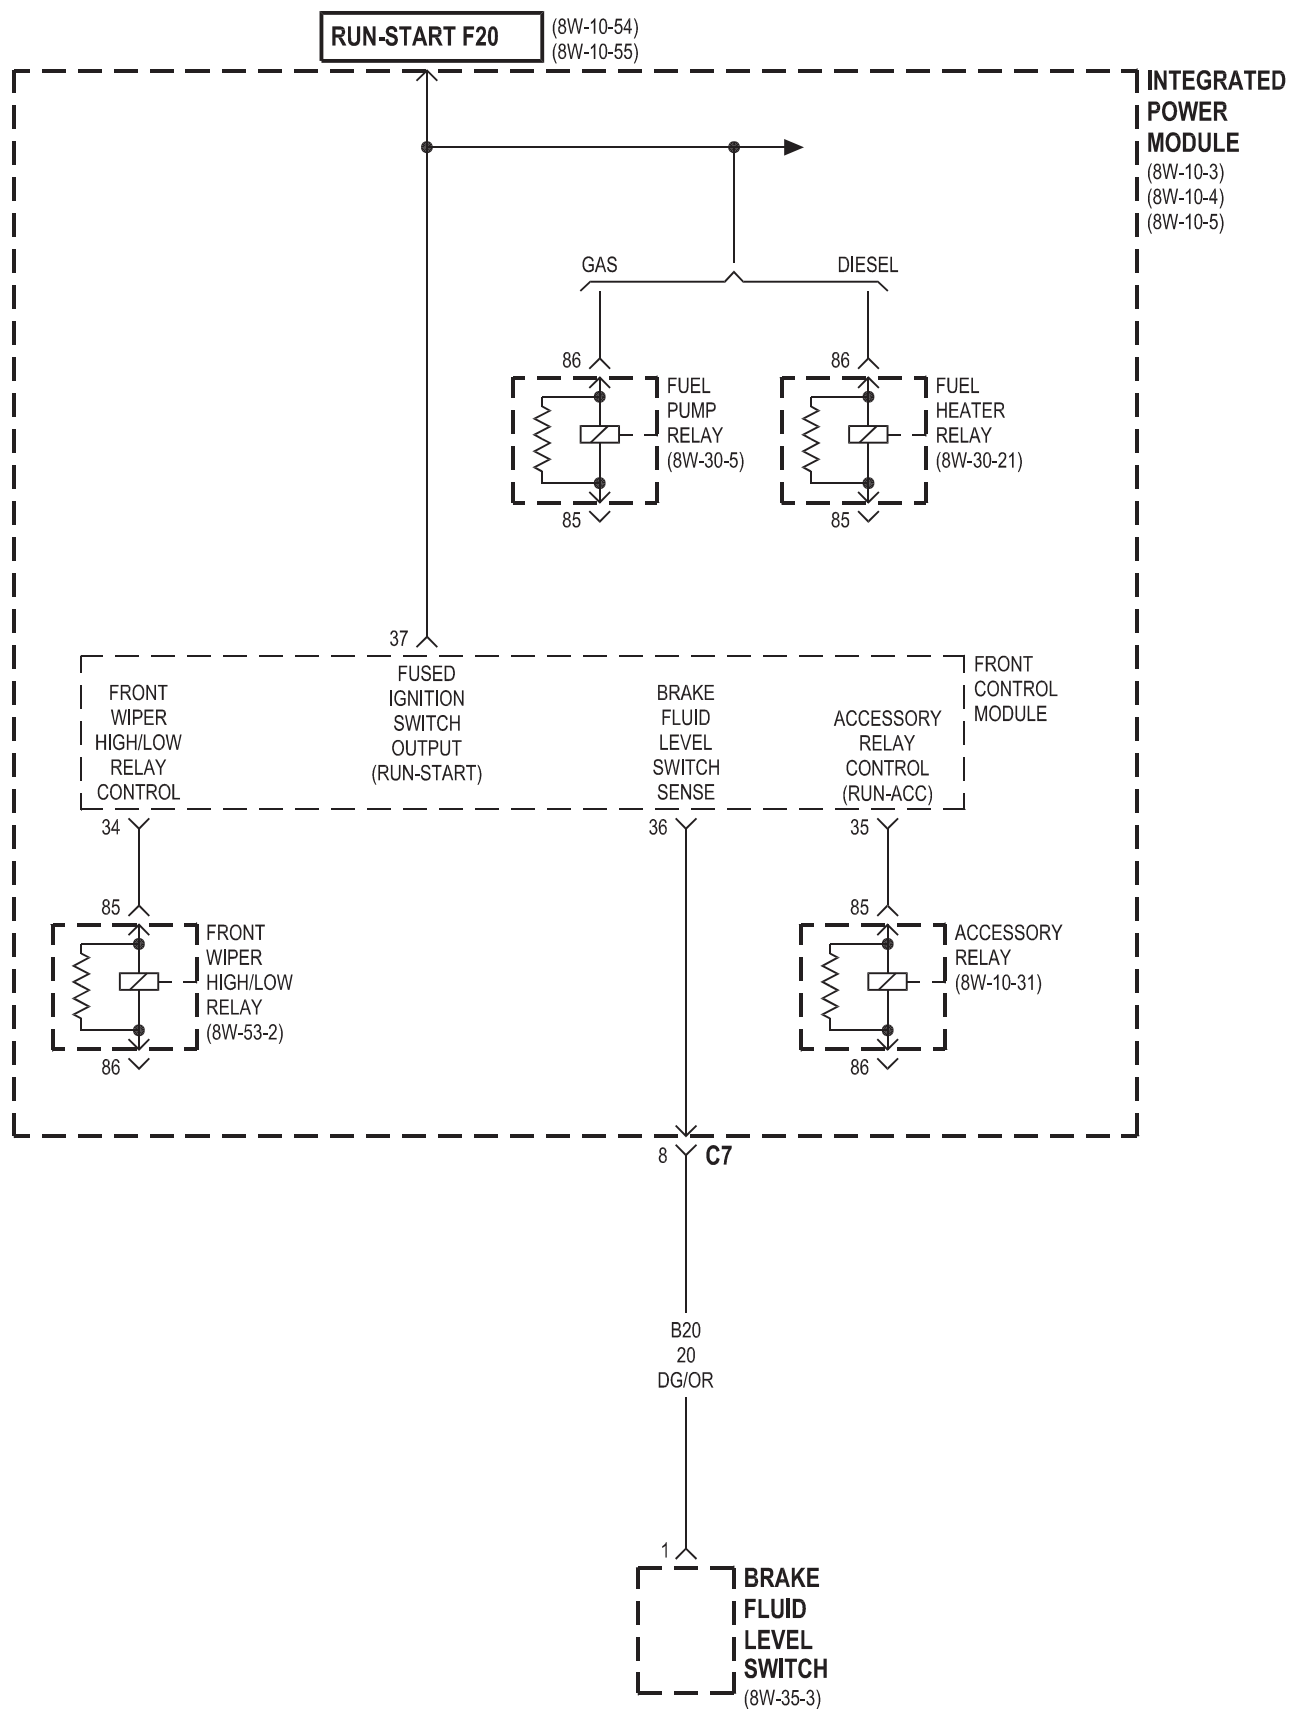 RUN-START F20
(8W-10-54)
(8W-10-55)
INTEGRATED
POWER
MODULE
(8W-10-3)
(8W-10-4)
(8W-10-5)
GAS
DIESEL
86
FUEL
PUMP
RELAY
(8W-30-5)
85
86
FUEL
HEATER
RELAY
(8W-30-21)
85
37
FRONT
CONTROL
MODULE
FRONT
WIPER
HIGH/LOW
RELAY
CONTROL
FUSED
IGNITION
SWITCH
OUTPUT
(RUN-START)
BRAKE
FLUID
LEVEL
SWITCH
SENSE
ACCESSORY
RELAY
CONTROL
(RUN-ACC)
34
36
35
85
FRONT
WIPER
HIGH/LOW
RELAY
(8W-53-2)
86
85
ACCESSORY
RELAY
(8W-10-31)
86
8
C7
B20
20
DG/OR
1
BRAKE
FLUID
LEVEL
SWITCH
(8W-35-3)